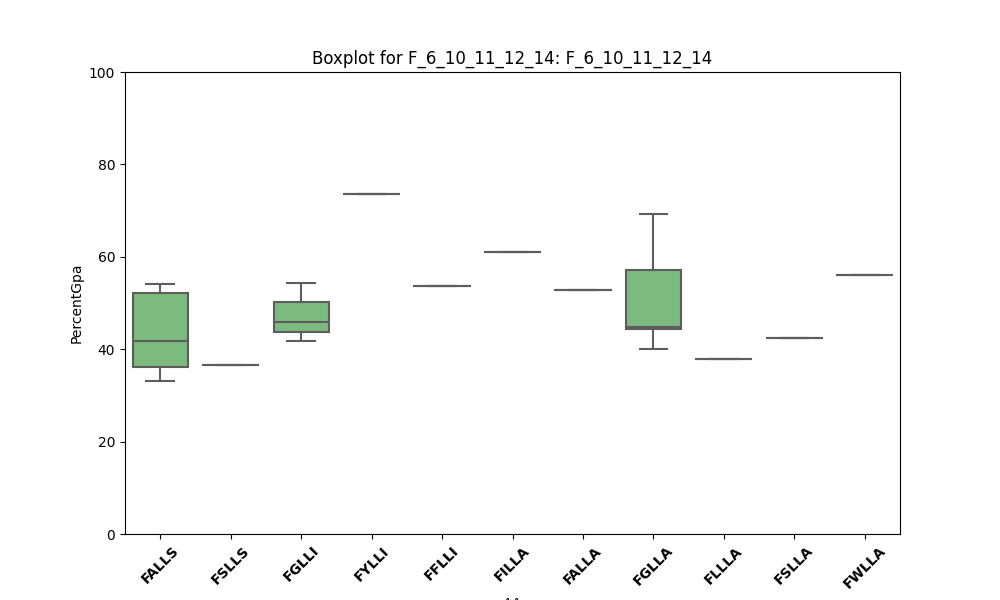 Boxplot for F_6_10_11_12_14: F_6_10_11_12_14
PercentGpa
100
80
60
40
20
0
FALLS
FSLLS
FGLLI
FYLLI
FFLLI
FILLA
FALLA
FGLLA
FLLLA
FSLLA
FWLLA